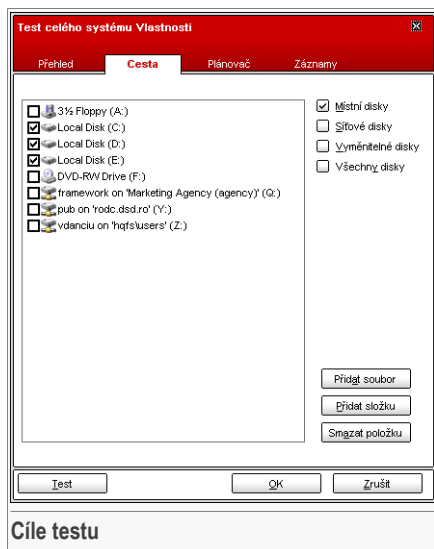 Test celého systému Vlastnosti
Přehled Cesta Plánovač Záznamy
3½ Floppy (A:)
Local Disk (C:)
Local Disk (D:)
Local Disk (E:)
DVD-RW Drive (F:)
framework on 'Marketing Agency (agency)' (Q:)
pub on 'rodc.dsd.ro' (Y:)
vdanciu on 'hqfs\users' (Z:)
Místní disky
Síťové disky
Vyměnitelné disky
Všechny disky
Přidat soubor
Přidat složku
Smazat položku
Test OK Zrušit
Cíle testu